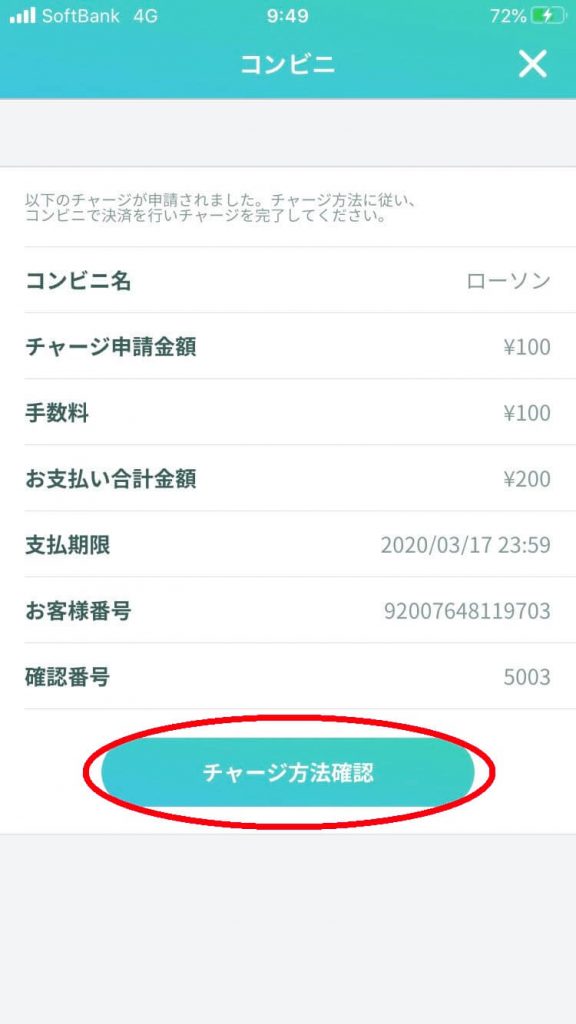 SoftBank 4G 9:49 72%
コンビニ
以下のチャージが申請されました。チャージ方法に従い、
コンビニで決済を行いチャージを完了してください。
コンビニ名 ローソン
チャージ申請金額 ¥100
手数料 ¥100
お支払い合計金額 ¥200
支払期限 2020/03/17 23:59
お客様番号 92007648119703
確認番号 5003
チャージ方法確認